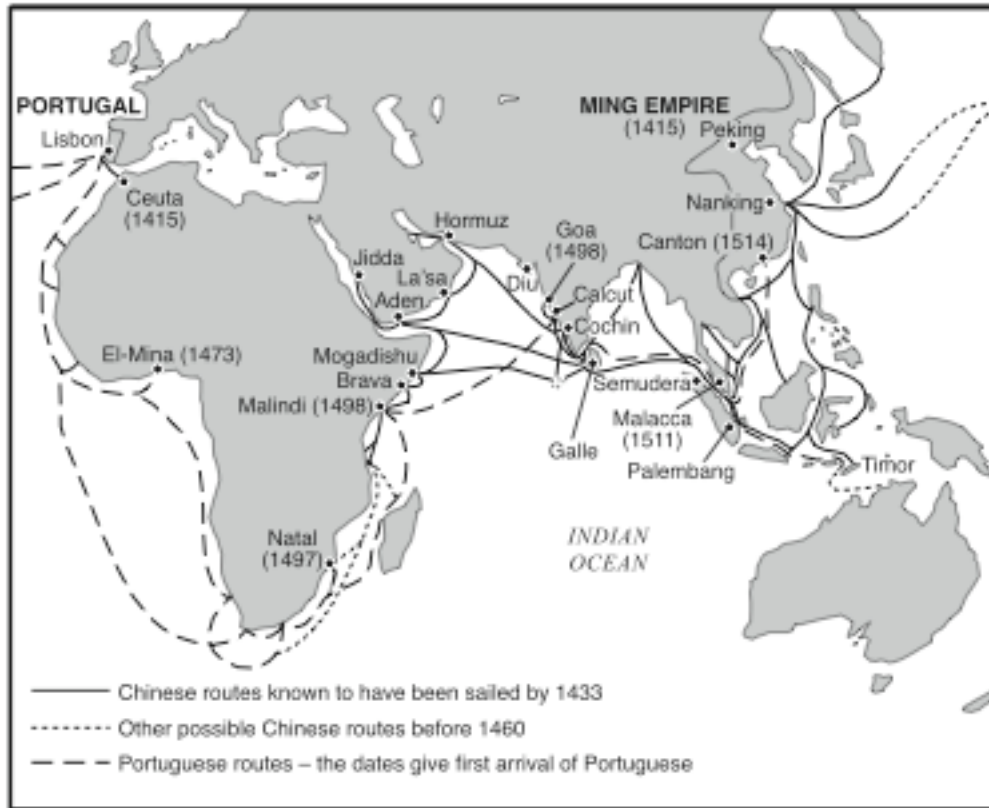 PORTUGAL
Lisbon
Ceuta
(1415)
MING EMPIRE
(1415)
Peking
Nanking
Canton (1514)
Hormuz
Goa
(1498)
Jidda
La'sa
Aden
Diu
Calcut
Cochin
El-Mina (1473)
Mogadishu
Brava
Malindi (1498)
Semudera
Malacca
(1511)
Galle
Palembang
Timor
Natal
(1497)
INDIAN
OCEAN
Chinese routes known to have been sailed by 1433
Other possible Chinese routes before 1460
Portuguese routes – the dates give first arrival of Portuguese